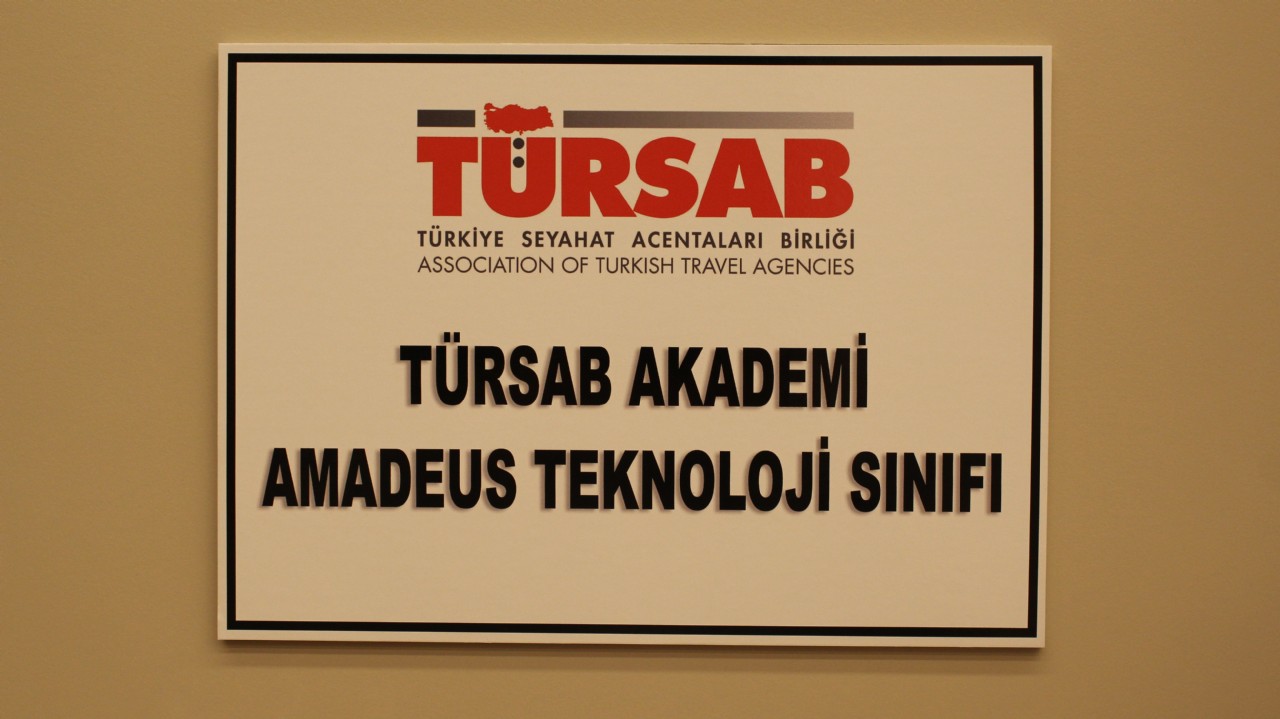 TÜRSAB
TÜRKİYE SEYAHAT ACENTALARI BİRLİĞİ
ASSOCIATION OF TURKISH TRAVEL AGENCIES
TÜRSAB AKADEMİ
AMADEUS TEKNOLOJİ SINIFI